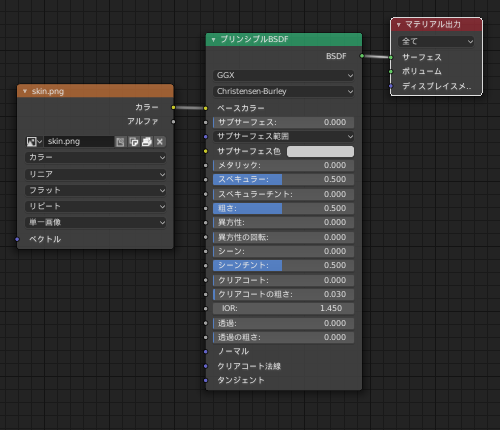 skin.png
カラー
アルファ
skin.png
カラー
リニア
フラット
リピート
単一画像
ベクトル
プリンシプルBSDF
BSDF
GGX
Christensen-Burley
ベースカラー
サブサーフェス: 0.000
サブサーフェス範囲
サブサーフェス色
メタリック: 0.000
スペキュラー: 0.500
スペキュラーチント: 0.000
粗さ: 0.500
異方性: 0.000
異方性の回転: 0.000
シーン: 0.000
シーンチント: 0.500
クリアコート: 0.000
クリアコートの粗さ: 0.030
IOR: 1.450
透過: 0.000
透過の粗さ: 0.000
ノーマル
クリアコート法線
タンジェント
マテリアル出力
全て
サーフェス
ボリューム
ディスプレイスメ..